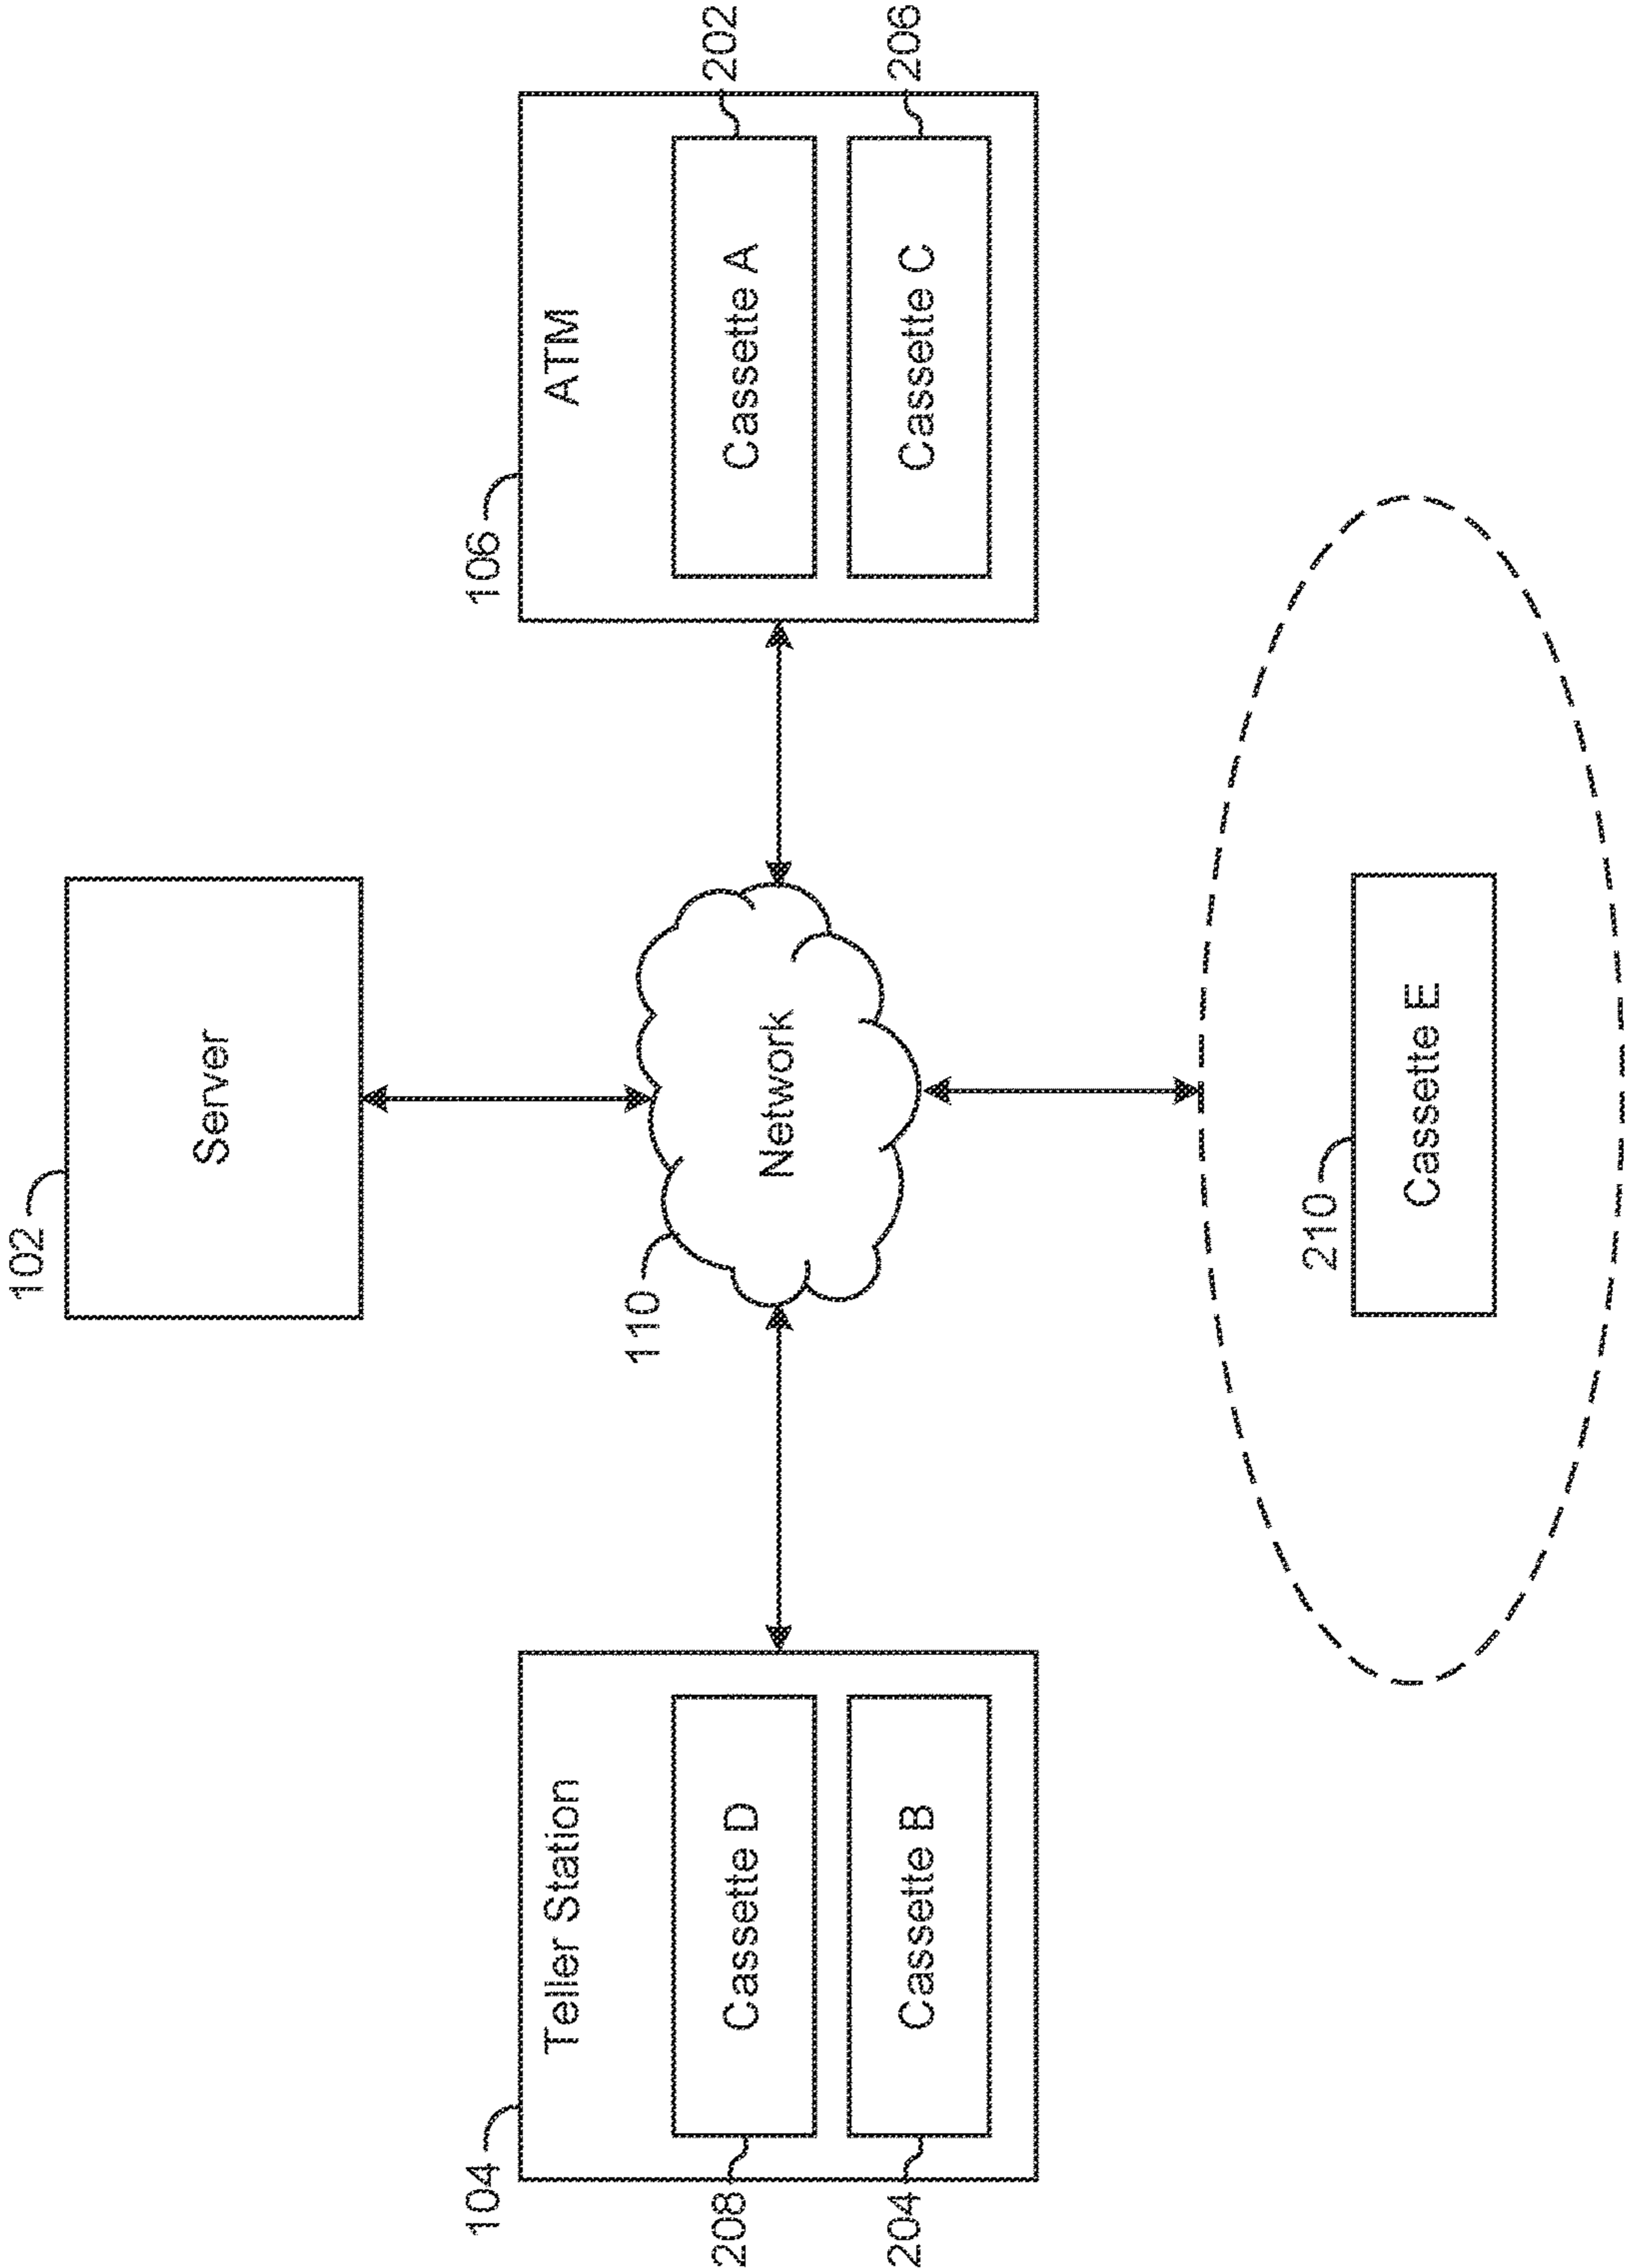 102
Server
104
Teller Station
208
Cassette D
204
Cassette B
110
Network
106
ATM
202
Cassette A
206
Cassette C
210
Cassette E